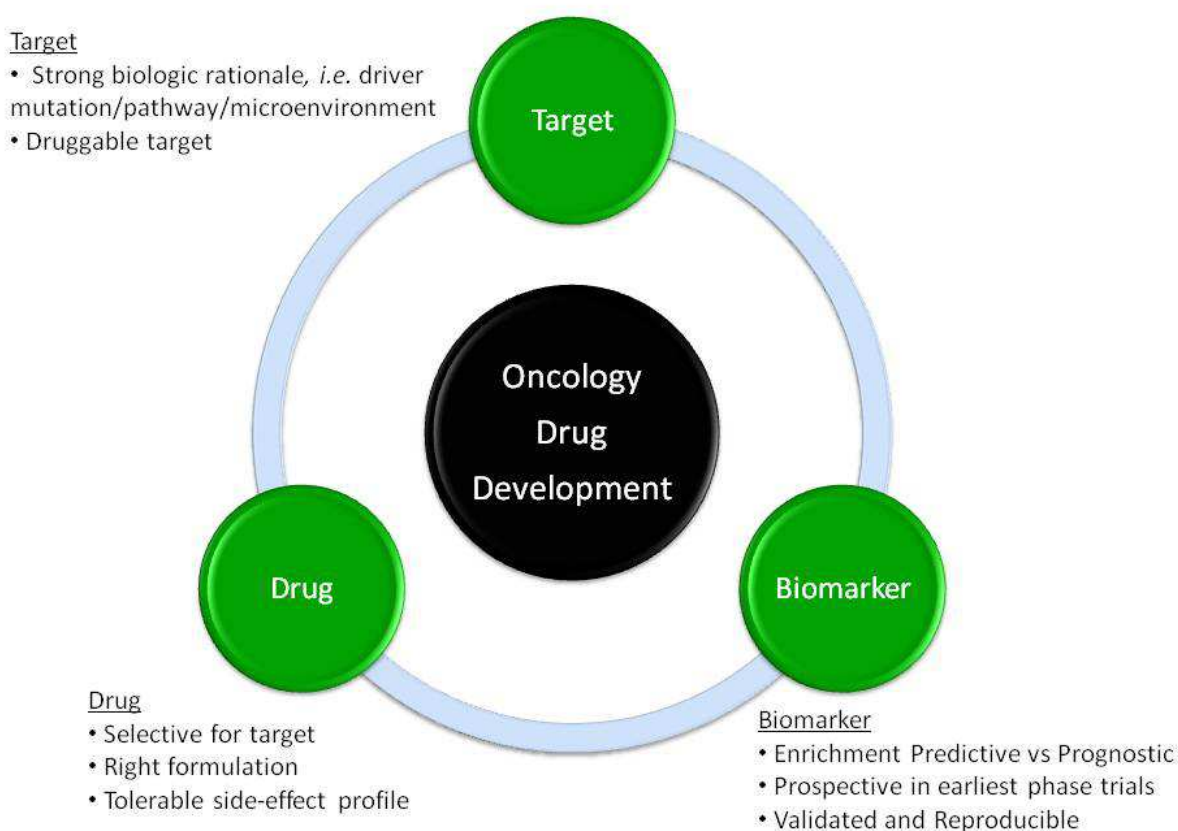 Target
• Strong biologic rationale, i.e. driver
mutation/pathway/microenvironment
• Druggable target
Target
Oncology
Drug
Development
Drug
Biomarker
Drug
• Selective for target
• Right formulation
• Tolerable side-effect profile
Biomarker
• Enrichment Predictive vs Prognostic
• Prospective in earliest phase trials
• Validated and Reproducible